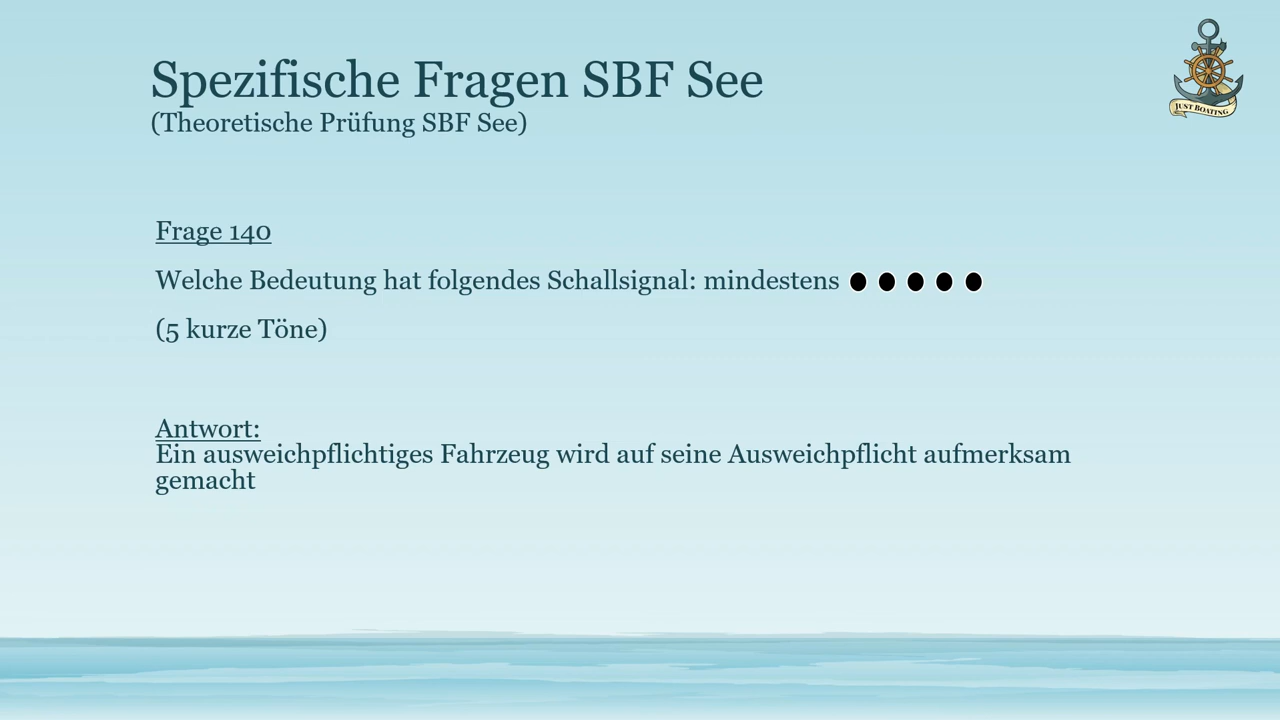 Spezifische Fragen SBF See
(Theoretische Prüfung SBF See)
JUST BOATING
Frage 140
Welche Bedeutung hat folgendes Schallsignal: mindestens
(5 kurze Töne)
Antwort:
Ein ausweichpflichtiges Fahrzeug wird auf seine Ausweichpflicht aufmerksam
gemacht